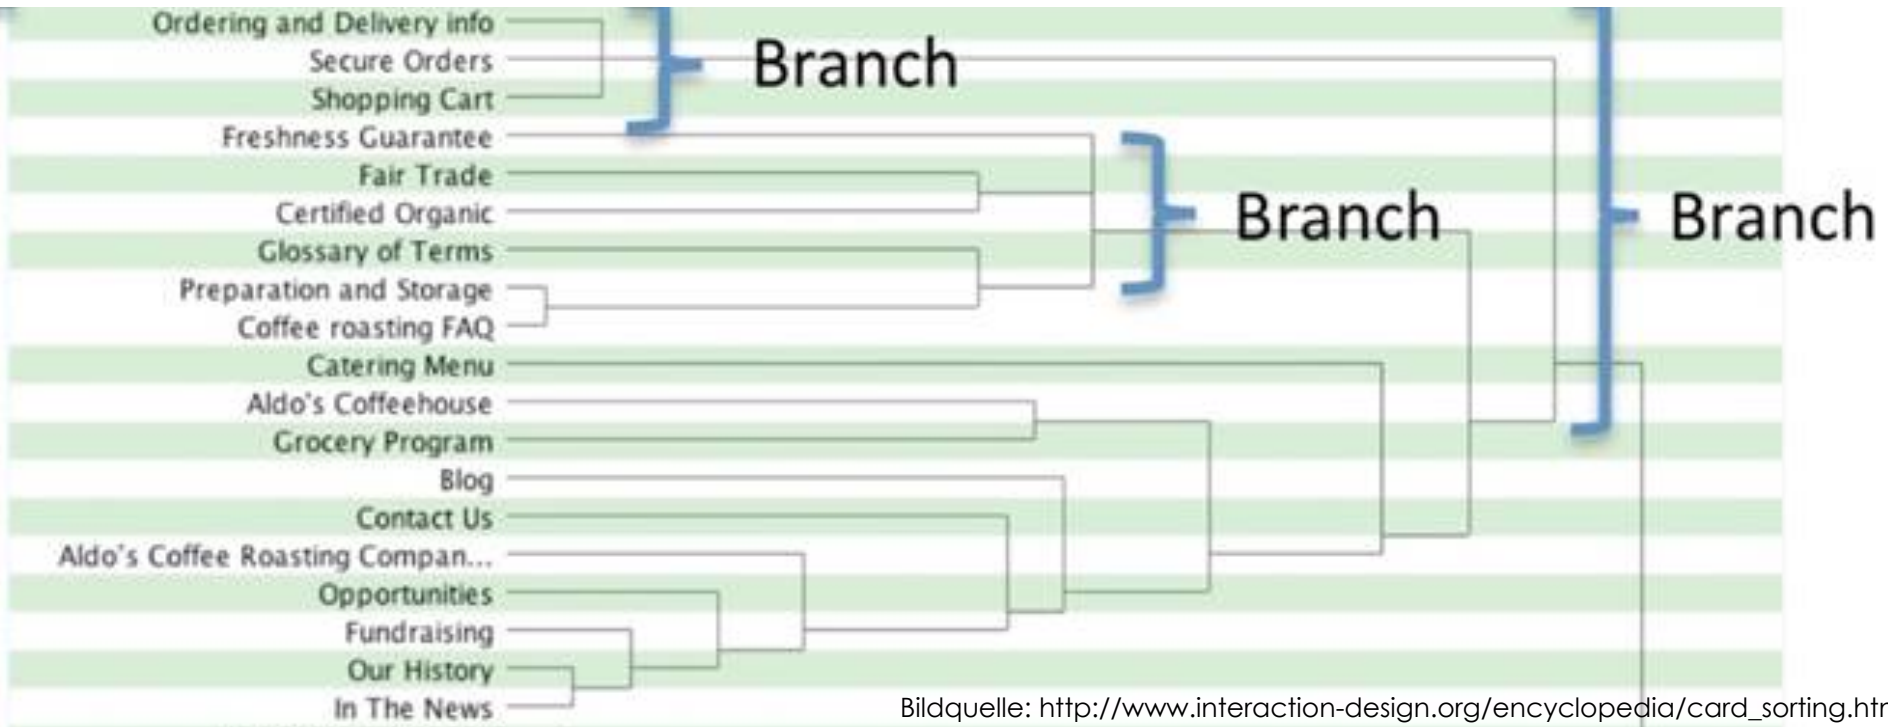 Ordering and Delivery info
Secure Orders
Shopping Cart
Freshness Guarantee
Fair Trade
Certified Organic
Glossary of Terms
Preparation and Storage
Coffee roasting FAQ
Catering Menu
Aldo's Coffeehouse
Grocery Program
Blog
Contact Us
Aldo's Coffee Roasting Compan...
Opportunities
Fundraising
Our History
In The News
Branch
Branch
Branch
Bildquelle: http://www.interaction-design.org/encyclopedia/card_sorting.htm